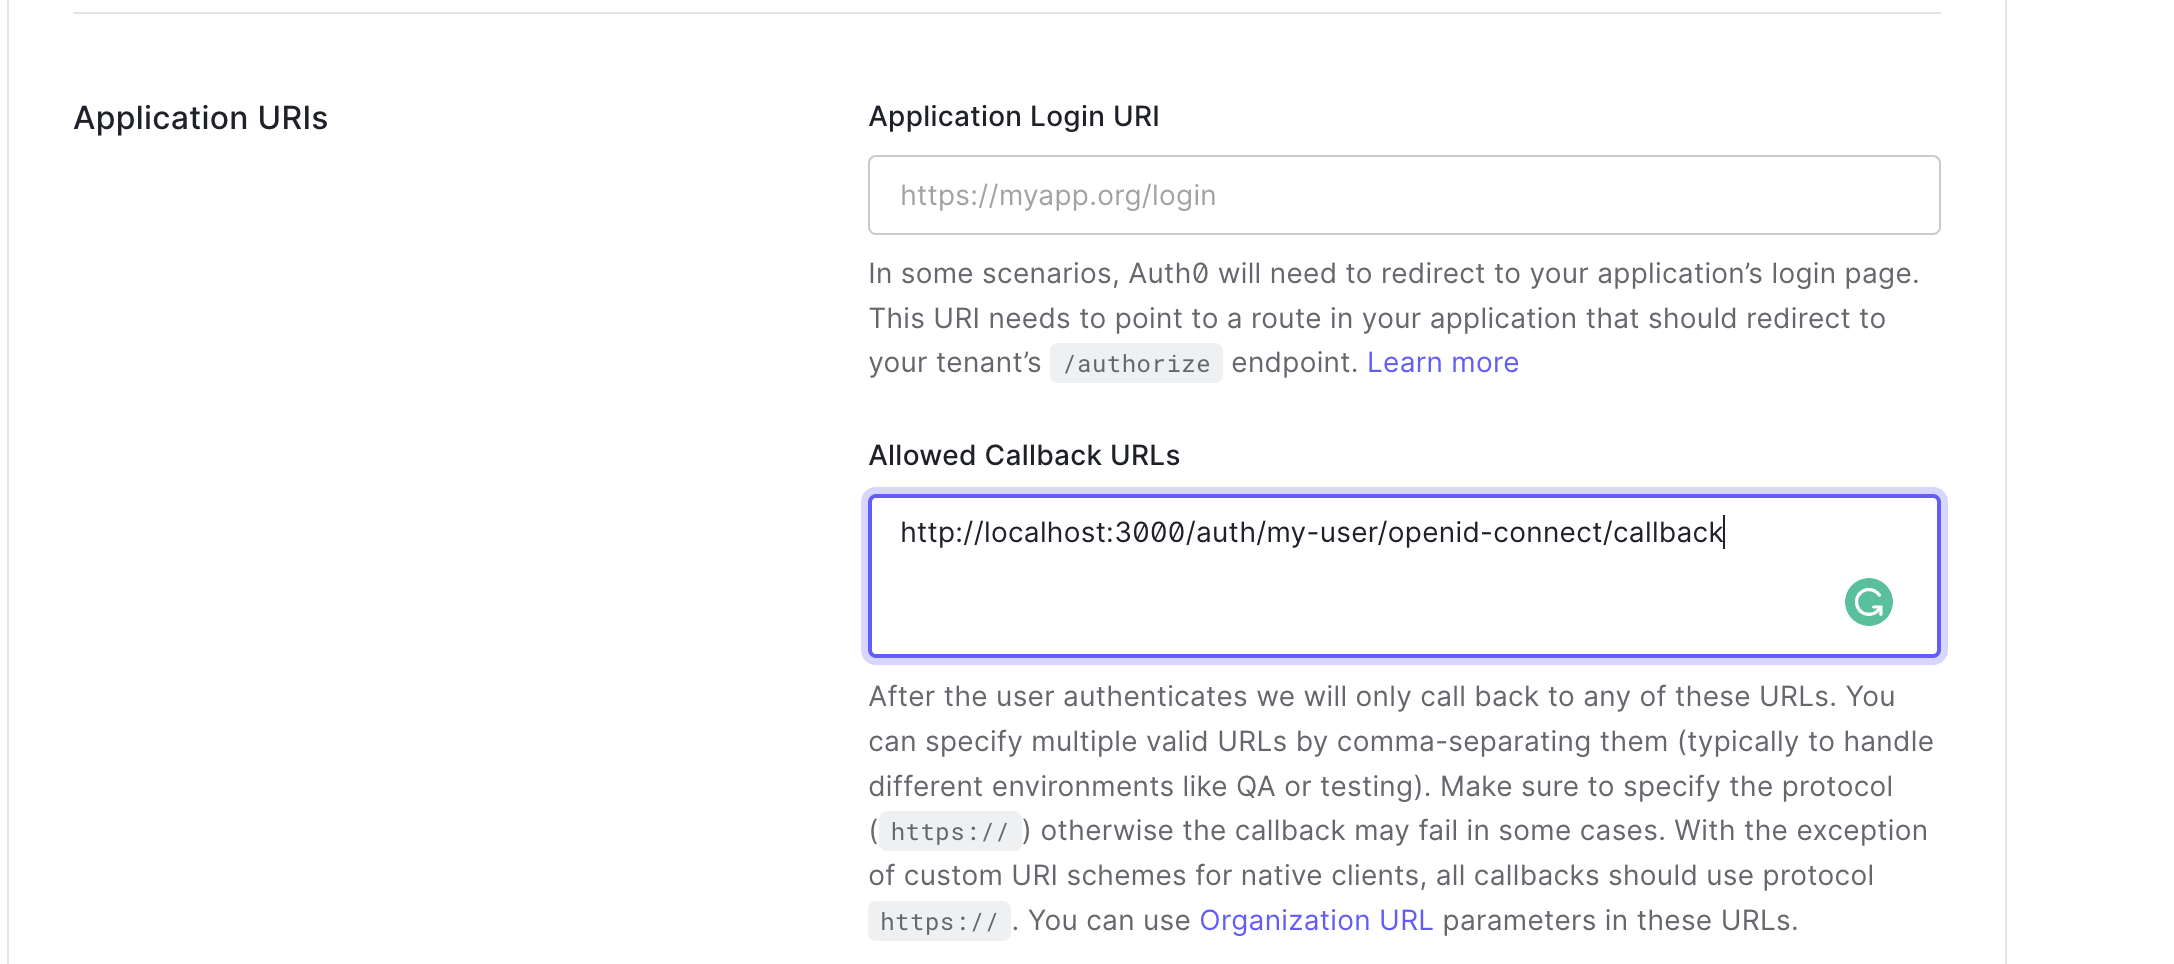 Application URIs
Application Login URI
https://myapp.org/login
In some scenarios, Auth0 will need to redirect to your application’s login page.
This URI needs to point to a route in your application that should redirect to
your tenant’s /authorize endpoint. Learn more
Allowed Callback URLs
http://localhost:3000/auth/my-user/openid-connect/callback
After the user authenticates we will only call back to any of these URLs. You
can specify multiple valid URLs by comma-separating them (typically to handle
different environments like QA or testing). Make sure to specify the protocol
(https://) otherwise the callback may fail in some cases. With the exception
of custom URI schemes for native clients, all callbacks should use protocol
https://. You can use Organization URL parameters in these URLs.